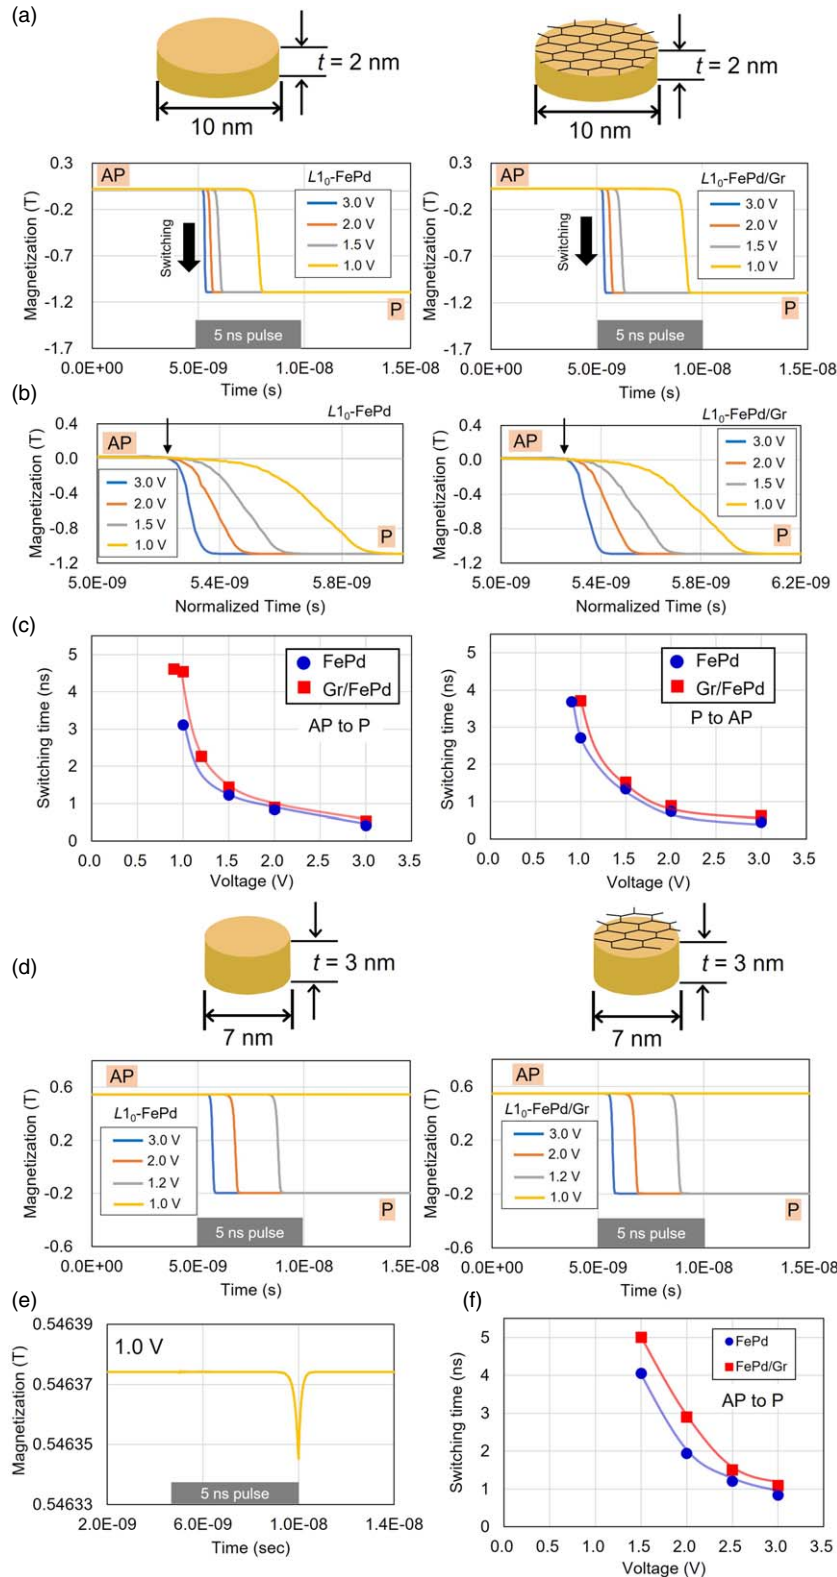 (a)
t = 2 nm
10 nm
t = 2 nm
10 nm
Magnetization (T)
0.3
-0.2
-0.7
-1.2
-1.7
AP
Switching
L1₀-FePd
3.0 V
2.0 V
1.5 V
1.0 V
P
5 ns pulse
0.0E+00 5.0E-09 1.0E-08 1.5E-08
Time (s)
Magnetization (T)
0.3
-0.2
-0.7
-1.2
-1.7
AP
Switching
L1₀-FePd/Gr
3.0 V
2.0 V
1.5 V
1.0 V
P
5 ns pulse
0.0E+00 5.0E-09 1.0E-08 1.5E-08
Time (s)
(b)
L1₀-FePd
Magnetization (T)
0.4
0.0
-0.4
-0.8
-1.2
AP
3.0 V
2.0 V
1.5 V
1.0 V
P
5.0E-09 5.4E-09 5.8E-09
Normalized Time (s)
L1₀-FePd/Gr
Magnetization (T)
0.4
0.0
-0.4
-0.8
-1.2
AP
3.0 V
2.0 V
1.5 V
1.0 V
P
5.0E-09 5.4E-09 5.8E-09 6.2E-09
Normalized Time (s)
(c)
Switching time (ns)
5
4
3
2
1
0
FePd
Gr/FePd
AP to P
0.0 0.5 1.0 1.5 2.0 2.5 3.0 3.5
Voltage (V)
Switching time (ns)
5
4
3
2
1
0
FePd
Gr/FePd
P to AP
0.0 0.5 1.0 1.5 2.0 2.5 3.0 3.5
Voltage (V)
(d)
t = 3 nm
7 nm
t = 3 nm
7 nm
Magnetization (T)
0.6
0.2
-0.2
-0.6
AP
L1₀-FePd
3.0 V
2.0 V
1.2 V
1.0 V
P
5 ns pulse
0.0E+00 5.0E-09 1.0E-08 1.5E-08
Time (s)
Magnetization (T)
0.6
0.2
-0.2
-0.6
AP
L1₀-FePd/Gr
3.0 V
2.0 V
1.2 V
1.0 V
P
5 ns pulse
0.0E+00 5.0E-09 1.0E-08 1.5E-08
Time (s)
(e)
Magnetization (T)
0.54639
0.54637
0.54635
0.54633
1.0 V
5 ns pulse
2.0E-09 6.0E-09 1.0E-08 1.4E-08
Time (sec)
(f)
Switching time (ns)
5
4
3
2
1
0
FePd
FePd/Gr
AP to P
0.0 0.5 1.0 1.5 2.0 2.5 3.0 3.5
Voltage (V)